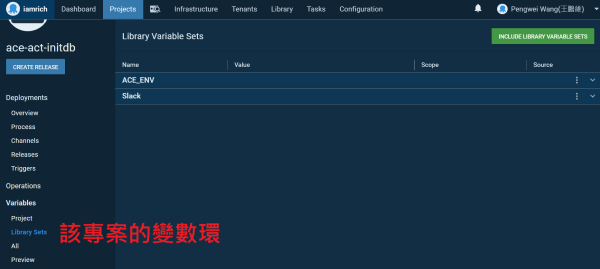 iamrich Dashboard Projects Infrastructure Tenants Library Tasks Configuration Pengwei Wang(王鵬維)
ace-act-initdb
CREATE RELEASE
Deployments
Overview
Process
Channels
Releases
Triggers
Operations
Variables
Project
Library Sets
All
Preview
Library Variable Sets
INCLUDE LIBRARY VARIABLE SETS
Name Value Scope Source
ACE_ENV
Slack
該專案的變數環